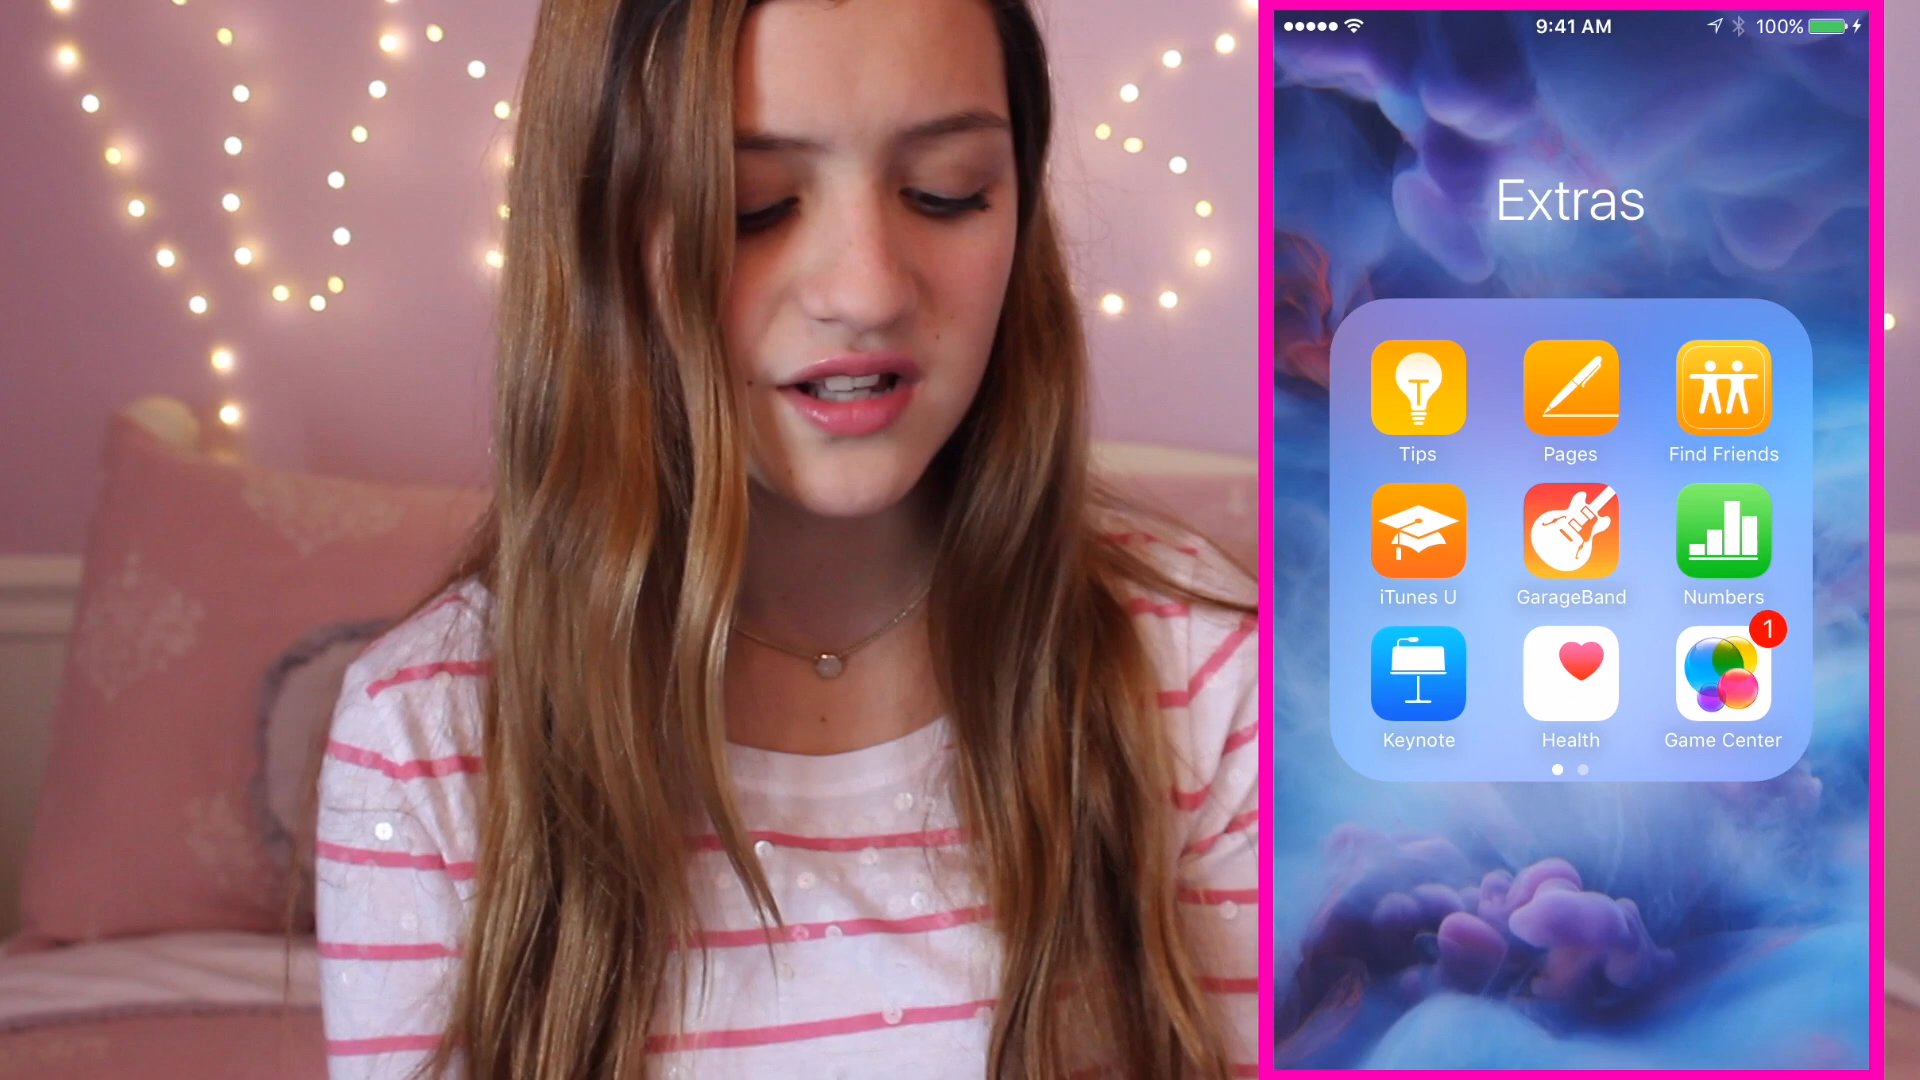 9:41 AM
100%
Extras
Tips
Pages
Find Friends
iTunes U
GarageBand
Numbers
1
Keynote
Health
Game Center